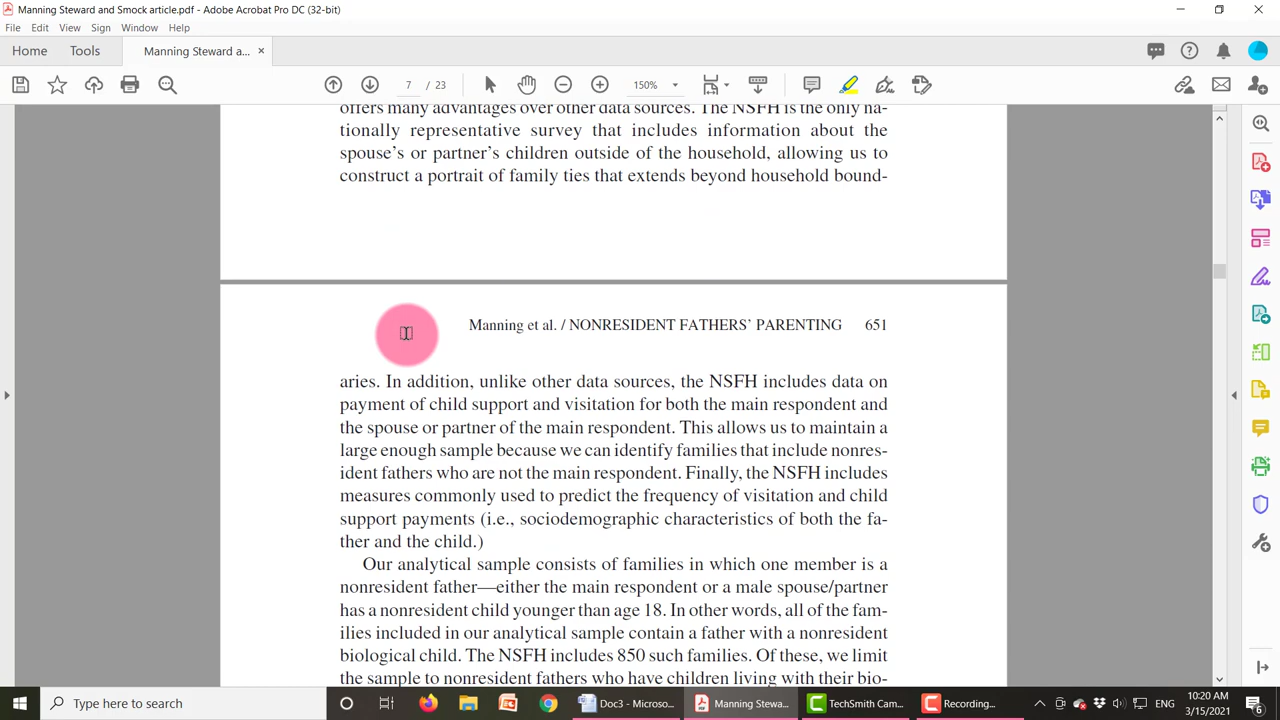 Manning Steward and Smock article.pdf - Adobe Acrobat Pro DC (32-bit)
File Edit View Sign Window Help
Home Tools Manning Steward a... ×
7 / 23 150%
offers many advantages over other data sources. The NSFH is the only na-
tionally representative survey that includes information about the
spouse's or partner's children outside of the household, allowing us to
construct a portrait of family ties that extends beyond household bound-
Manning et al. / NONRESIDENT FATHERS' PARENTING 651
aries. In addition, unlike other data sources, the NSFH includes data on
payment of child support and visitation for both the main respondent and
the spouse or partner of the main respondent. This allows us to maintain a
large enough sample because we can identify families that include nonres-
ident fathers who are not the main respondent. Finally, the NSFH includes
measures commonly used to predict the frequency of visitation and child
support payments (i.e., sociodemographic characteristics of both the fa-
ther and the child.)
Our analytical sample consists of families in which one member is a
nonresident father—either the main respondent or a male spouse/partner
has a nonresident child younger than age 18. In other words, all of the fam-
ilies included in our analytical sample contain a father with a nonresident
biological child. The NSFH includes 850 such families. Of these, we limit
the sample to nonresident fathers who have children living with their bio-
Type here to search
Doc3 - Microso...
Manning Stewa...
TechSmith Cam...
Recording...
ENG
10:20 AM
3/15/2021
6